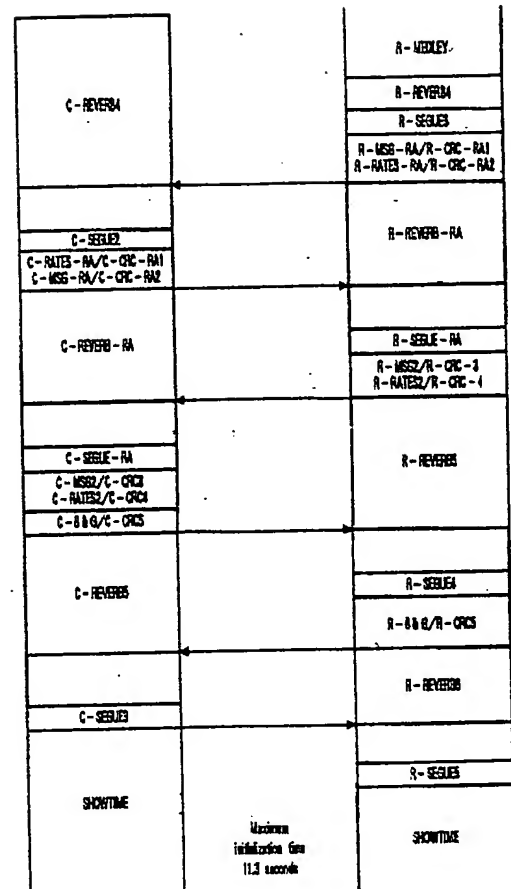 C-REVERB4
C-SEGUE2
C-RATES-RA/C-CRC-RA1
C-MSG-RA/C-CRC-RA2
C-REVERB-RA
C-SEGUE-RA
C-MSG2/C-CRC3
C-RATES2/C-CRC4
C-B&G/C-CRC5
C-REVERB5
C-SEGUE3
SHOWTIME
Maximum
initialization time
11.3 seconds
R-MEDLEY
R-REVERB4
R-SEGUE3
R-MSG-RA/R-CRC-RA1
R-RATES-RA/R-CRC-RA2
R-REVERB-RA
R-SEGUE-RA
R-MSG2/R-CRC-3
R-RATES2/R-CRC-4
R-REVERB5
R-SEGUE4
R-B&G/R-CRC5
R-REVERB6
R-SEGUE5
SHOWTIME